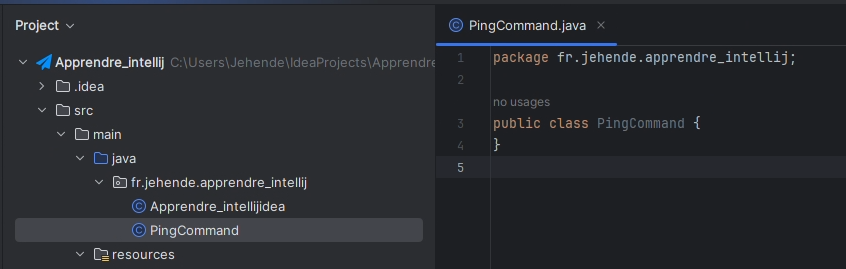 Project
Apprendre_intellij C:\Users\Jehende\IdeaProjects\Apprendre
.idea
src
main
java
fr.jehende.apprendre_intellij
Apprendre_intellijidea
PingCommand
resources
PingCommand.java
1 package fr.jehende.apprendre_intellij;
2
no usages
3 public class PingCommand {
4 }
5